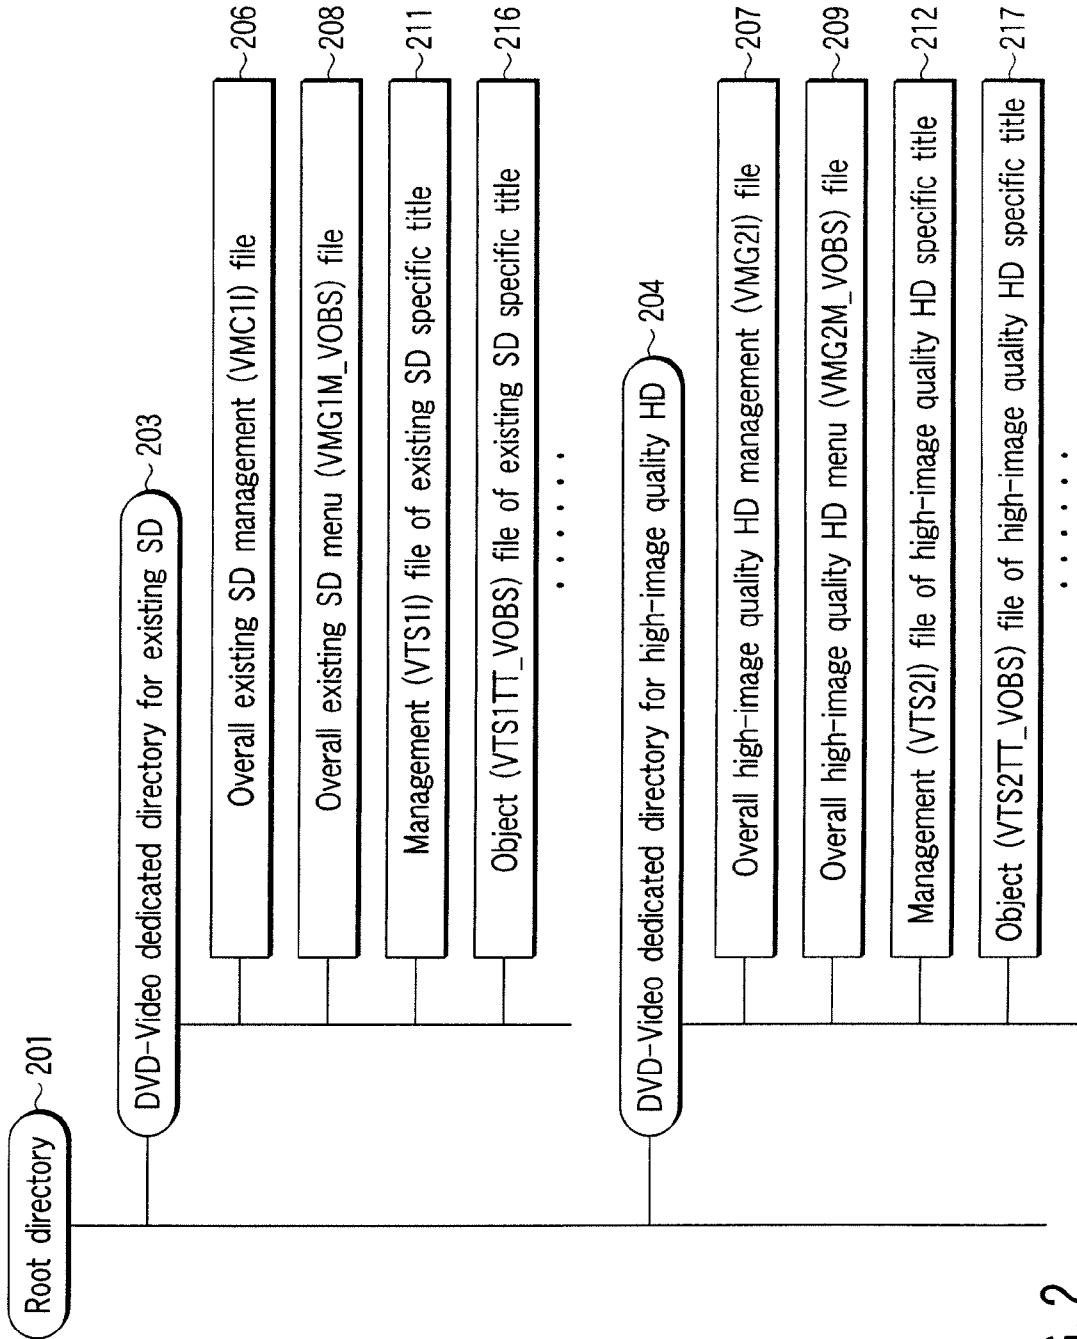 Root directory
~201
DVD-Video dedicated directory for existing SD
~203
Overall existing SD management (VMC1I) file
~206
Overall existing SD menu (VMG1M_VOBS) file
~208
Management (VTS1I) file of existing SD specific title
~211
Object (VTS1TT_VOBS) file of existing SD specific title
~216
. . . . .
DVD-Video dedicated directory for high-image quality HD
~204
Overall high-image quality HD management (VMG2I) file
~207
Overall high-image quality HD menu (VMG2M_VOBS) file
~209
Management (VTS2I) file of high-image quality HD specific title
~212
Object (VTS2TT_VOBS) file of high-image quality HD specific title
~217
. . . . .
2